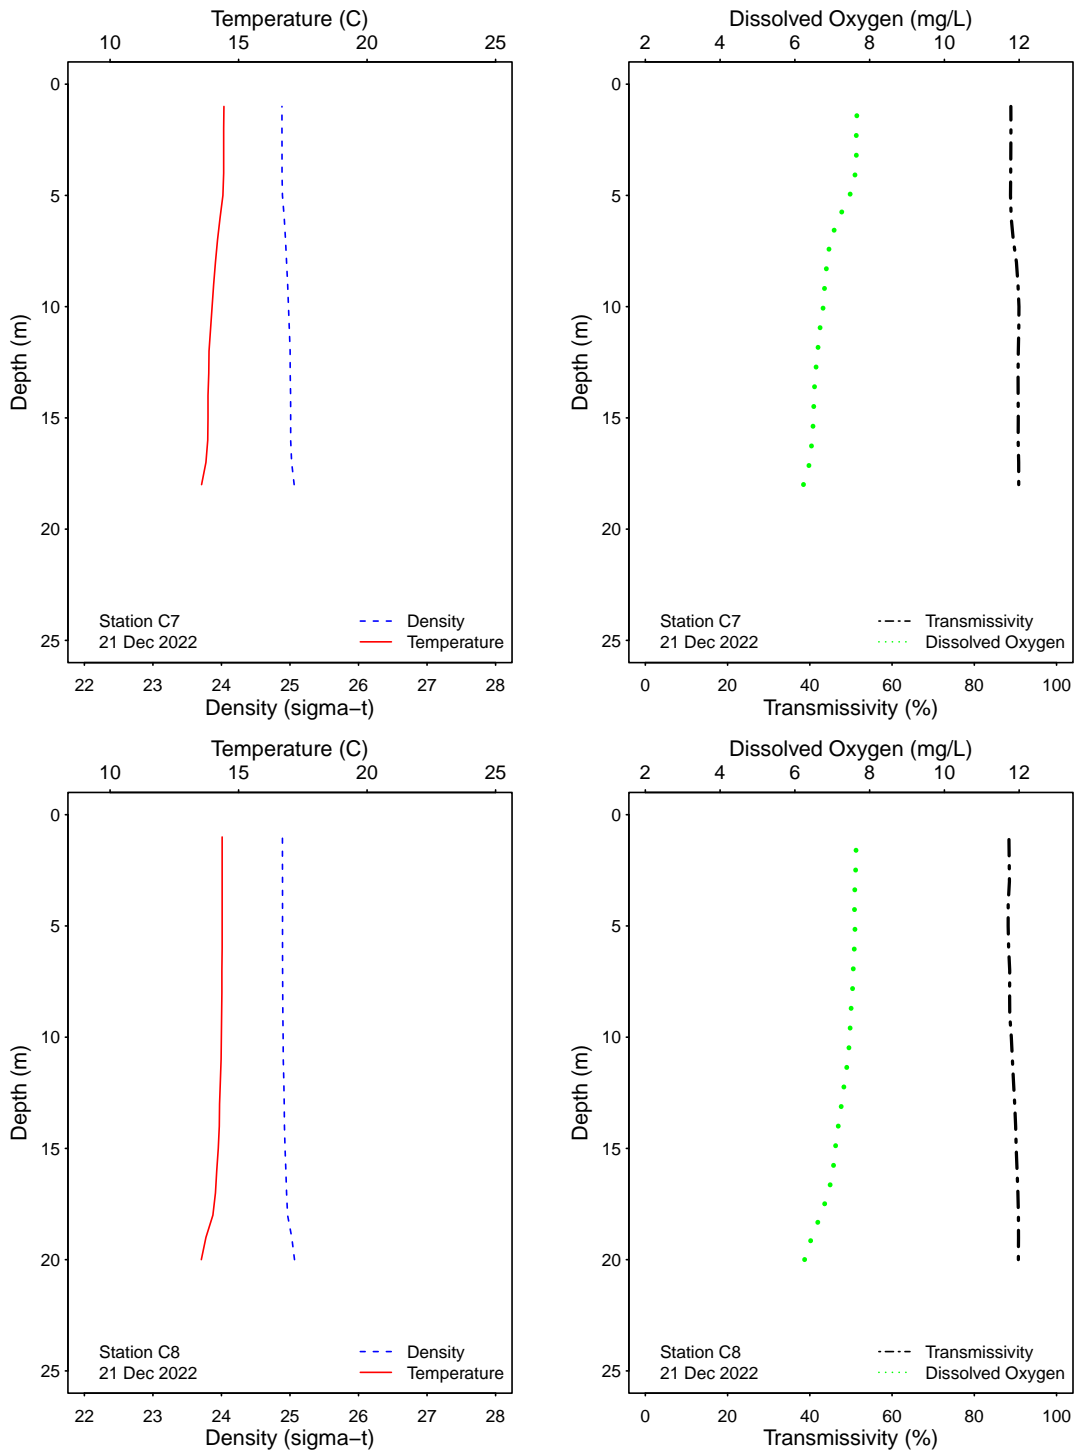 Temperature (C)
10 15 20 25
0
5
10
15
20
25
Depth (m)
Station C7
21 Dec 2022
Density
Temperature
22 23 24 25 26 27 28
Density (sigma−t)
Dissolved Oxygen (mg/L)
2 4 6 8 10 12
0
5
10
15
20
25
Depth (m)
Station C7
21 Dec 2022
Transmissivity
Dissolved Oxygen
0 20 40 60 80 100
Transmissivity (%)
Temperature (C)
10 15 20 25
0
5
10
15
20
25
Depth (m)
Station C8
21 Dec 2022
Density
Temperature
22 23 24 25 26 27 28
Density (sigma−t)
Dissolved Oxygen (mg/L)
2 4 6 8 10 12
0
5
10
15
20
25
Depth (m)
Station C8
21 Dec 2022
Transmissivity
Dissolved Oxygen
0 20 40 60 80 100
Transmissivity (%)